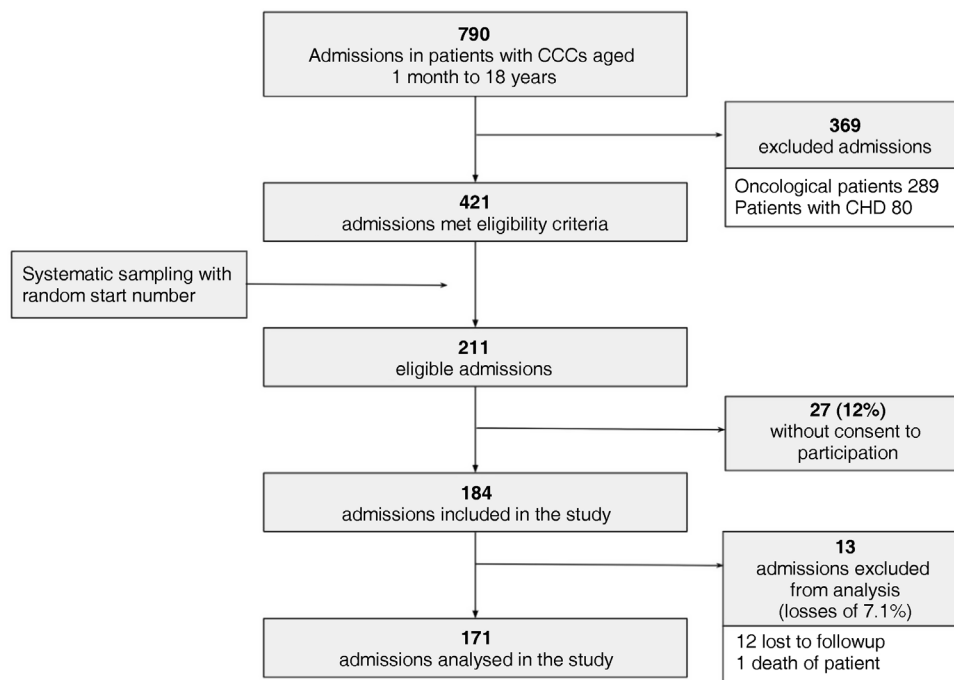 790
Admissions in patients with CCCs aged
1 month to 18 years
369
excluded admissions
Oncological patients 289
Patients with CHD 80
421
admissions met eligibility criteria
Systematic sampling with
random start number
211
eligible admissions
27 (12%)
without consent to
participation
184
admissions included in the study
13
admissions excluded
from analysis
(losses of 7.1%)
12 lost to followup
1 death of patient
171
admissions analysed in the study